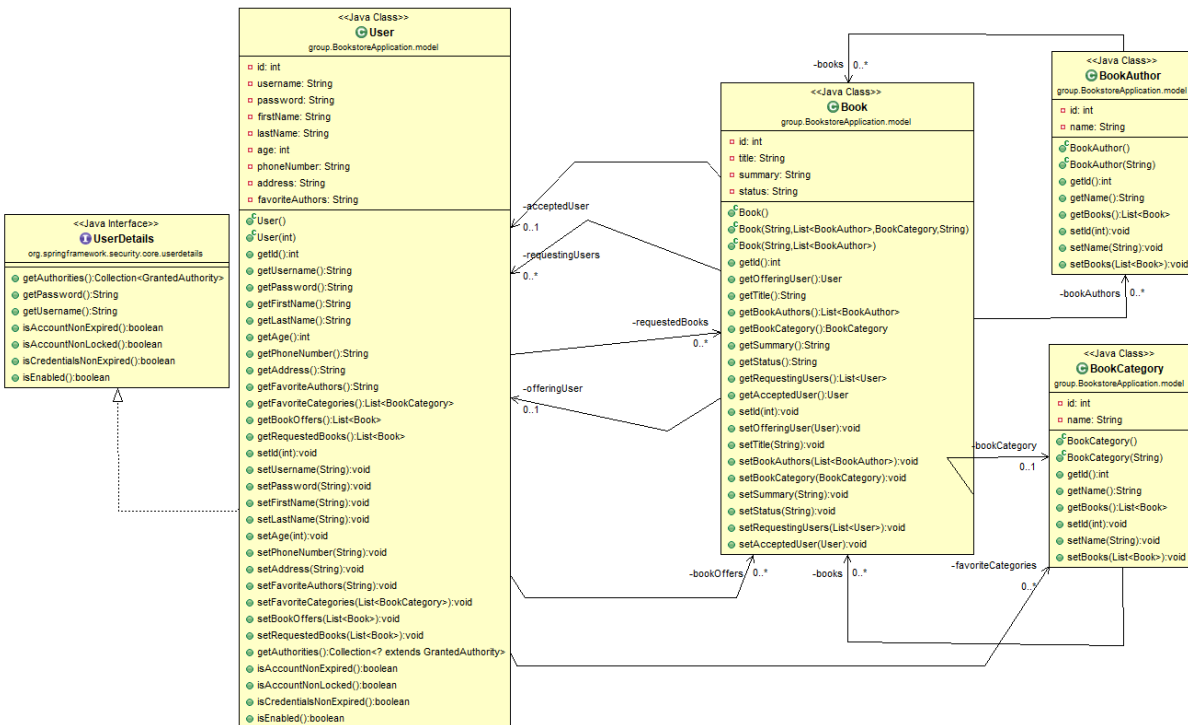 <<Java Class>>
User
group.BookstoreApplication.model
id: int
username: String
password: String
firstName: String
lastName: String
age: int
phoneNumber: String
address: String
favoriteAuthors: String
User()
User(int)
getId():int
getUsername():String
getPassword():String
getFirstName():String
getLastName():String
getAge():int
getPhoneNumber():String
getAddress():String
getFavoriteAuthors():String
getFavoriteCategories():List<BookCategory>
getBookOffers():List<Book>
getRequestedBooks():List<Book>
setId(int):void
setUsername(String):void
setPassword(String):void
setFirstName(String):void
setLastName(String):void
setAge(int):void
setPhoneNumber(String):void
setAddress(String):void
setFavoriteAuthors(String):void
setFavoriteCategories(List<BookCategory>):void
setBookOffers(List<Book>):void
setRequestedBooks(List<Book>):void
getAuthorities():Collection<? extends GrantedAuthority>
isAccountNonExpired():boolean
isAccountNonLocked():boolean
isCredentialsNonExpired():boolean
isEnabled():boolean
<<Java Interface>>
UserDetails
org.springframework.security.core.userdetails
getAuthorities():Collection<GrantedAuthority>
getPassword():String
getUsername():String
isAccountNonExpired():boolean
isAccountNonLocked():boolean
isCredentialsNonExpired():boolean
isEnabled():boolean
-acceptedUser
0..1
-requestingUsers
0..*
-requestedBooks
0..*
-offeringUser
0..1
-bookOffers 0..*
-books 0..*
<<Java Class>>
Book
group.BookstoreApplication.model
id: int
title: String
summary: String
status: String
Book()
Book(String,List<BookAuthor>,BookCategory,String)
Book(String,List<BookAuthor>)
getId():int
getOfferingUser():User
getTitle():String
getBookAuthors():List<BookAuthor>
getBookCategory():BookCategory
getSummary():String
getStatus():String
getRequestingUsers():List<User>
getAcceptedUser():User
setId(int):void
setOfferingUser(User):void
setTitle(String):void
setBookAuthors(List<BookAuthor>):void
setBookCategory(BookCategory):void
setSummary(String):void
setStatus(String):void
setRequestingUsers(List<User>):void
setAcceptedUser(User):void
-books 0..*
<<Java Class>>
BookAuthor
group.BookstoreApplication.model
id: int
name: String
BookAuthor()
BookAuthor(String)
getId():int
getName():String
getBooks():List<Book>
setId(int):void
setName(String):void
setBooks(List<Book>):void
-bookAuthors 0..*
<<Java Class>>
BookCategory
group.BookstoreApplication.model
id: int
name: String
BookCategory()
BookCategory(String)
getId():int
getName():String
getBooks():List<Book>
setId(int):void
setName(String):void
setBooks(List<Book>):void
-bookCategory
0..1
-favoriteCategories
0..*